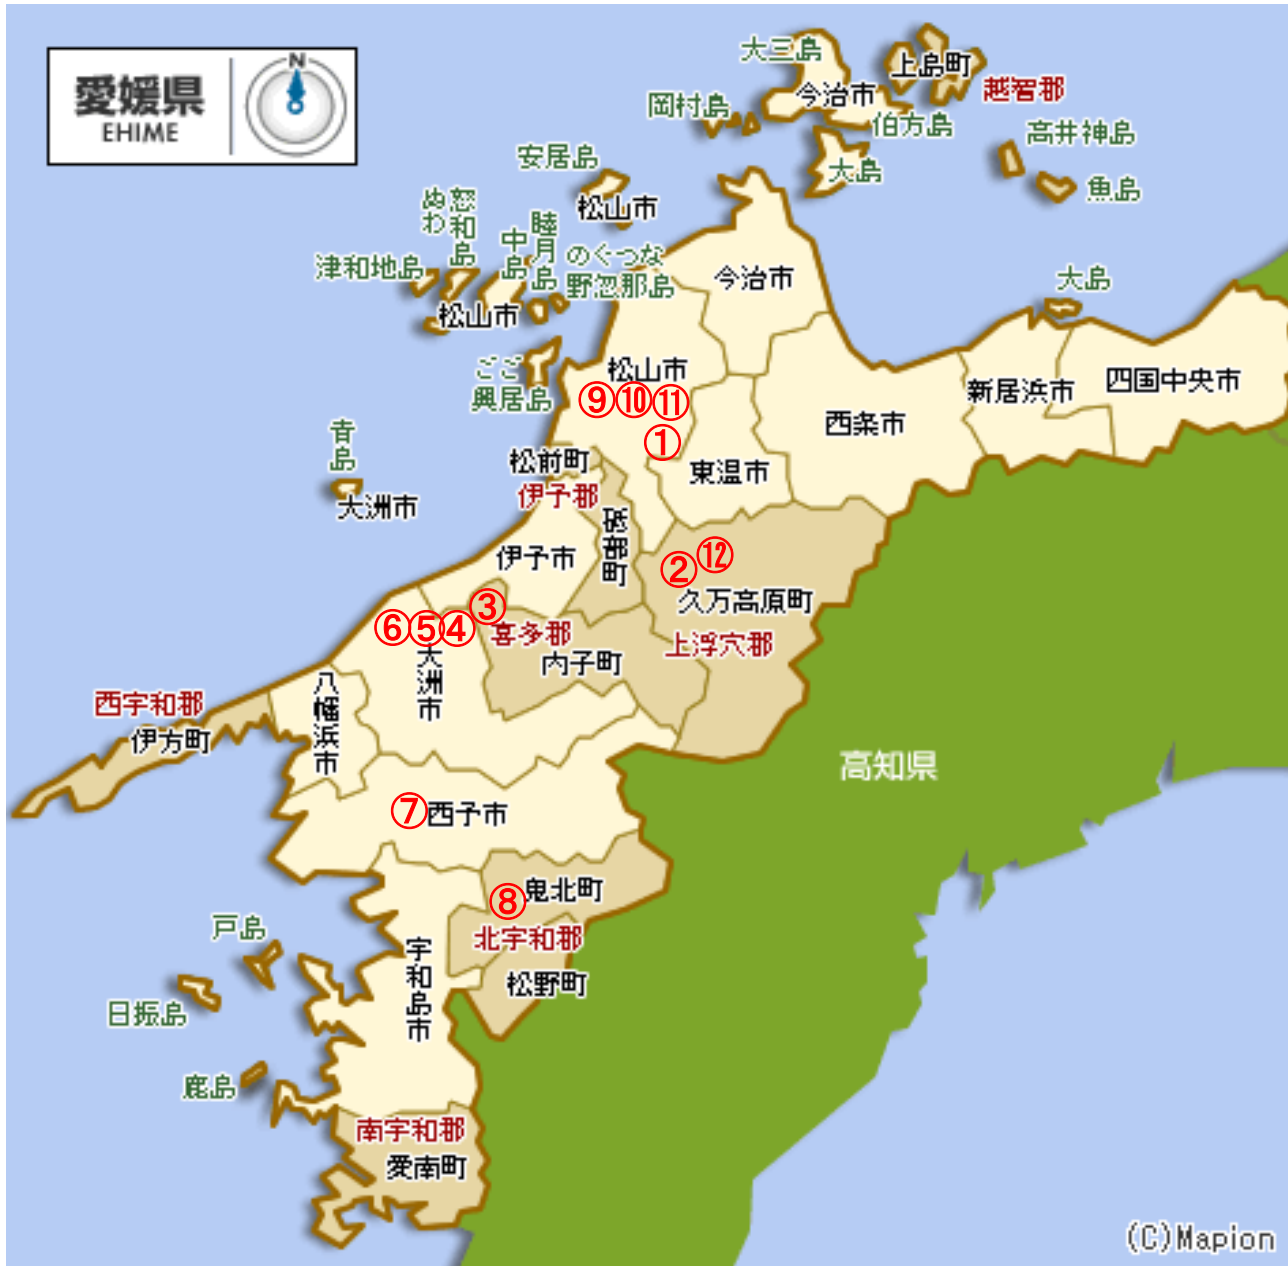 愛媛県
EHIME
N
大三島
上島町
越智郡
今治市
岡村島
伯方島
高井神島
安居島
大島
魚島
松山市
ぬわ
怒和島
中島
睦月島
のぐつな
野忽那島
津和地島
松山市
今治市
大島
ごご
興居島
松山市
新居浜市
四国中央市
⑨⑩⑪
西条市
①
青島
大洲市
松前町
伊予郡
東温市
砥部町
伊予市
②
⑫
久万高原町
上浮穴郡
⑥⑤④③
喜多郡
内子町
大洲市
八幡浜市
西宇和郡
伊方町
高知県
⑦西予市
⑧鬼北町
北宇和郡
松野町
宇和島市
戸島
日振島
鹿島
南宇和郡
愛南町
(C)Mapion